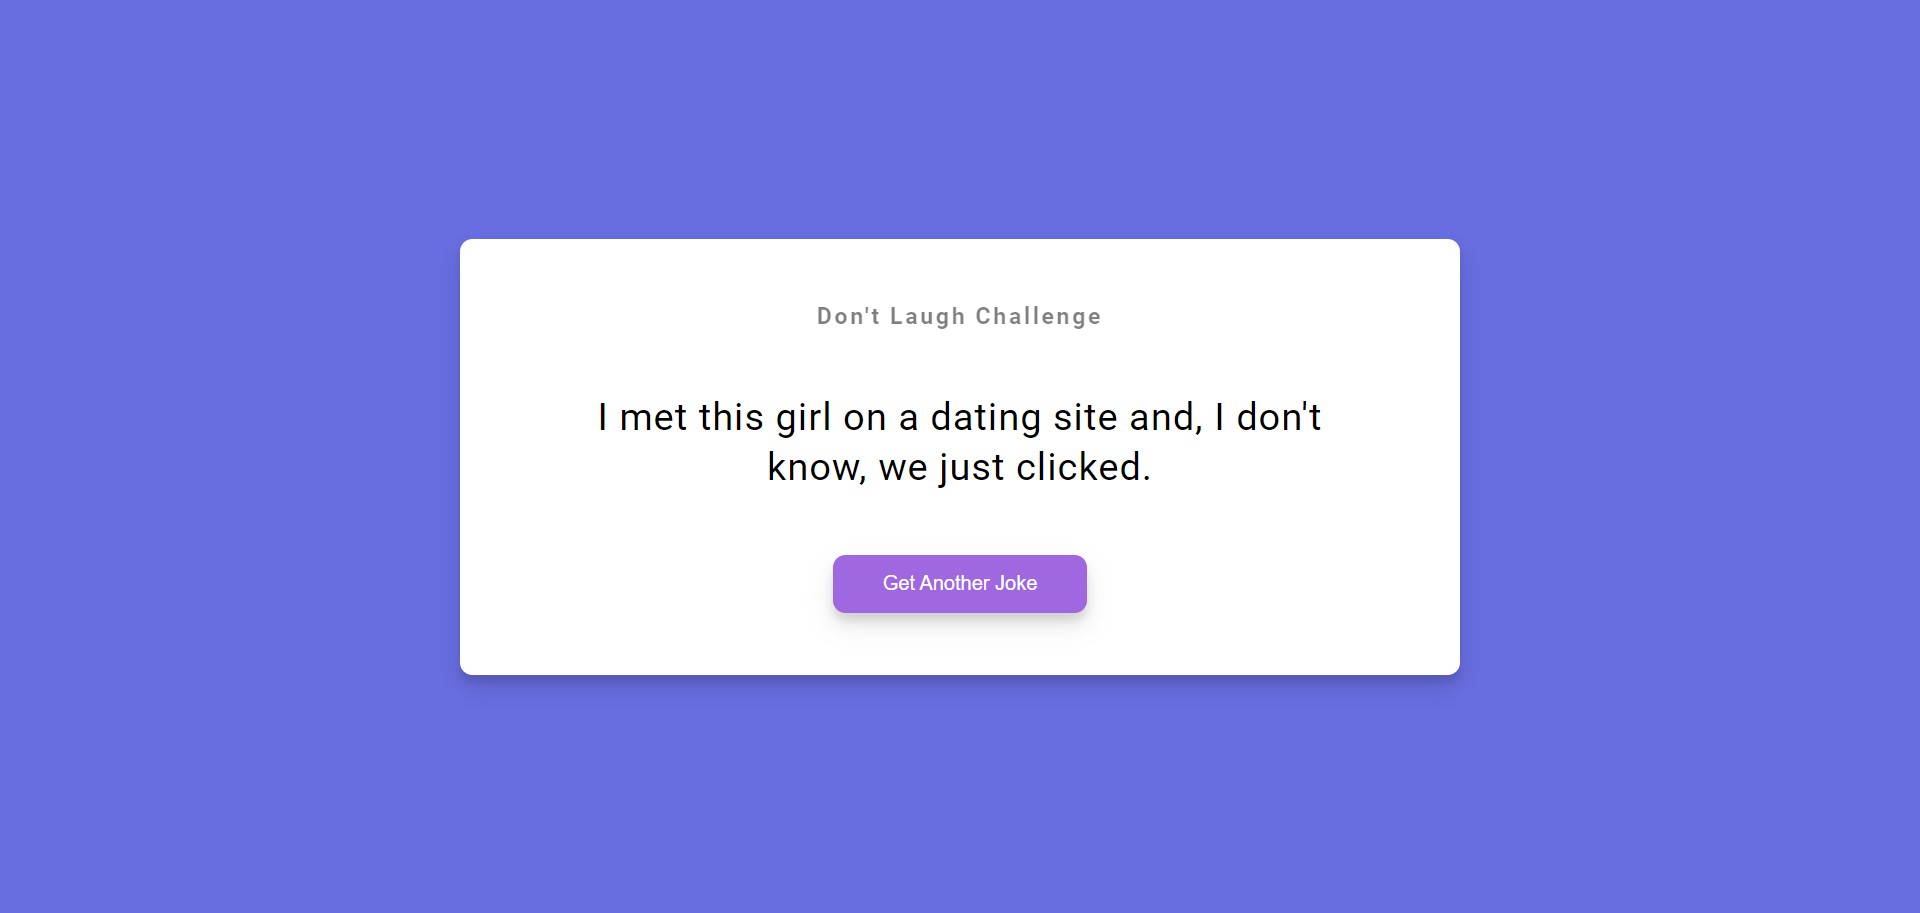 Don't Laugh Challenge
I met this girl on a dating site and, I don't
know, we just clicked.
Get Another Joke